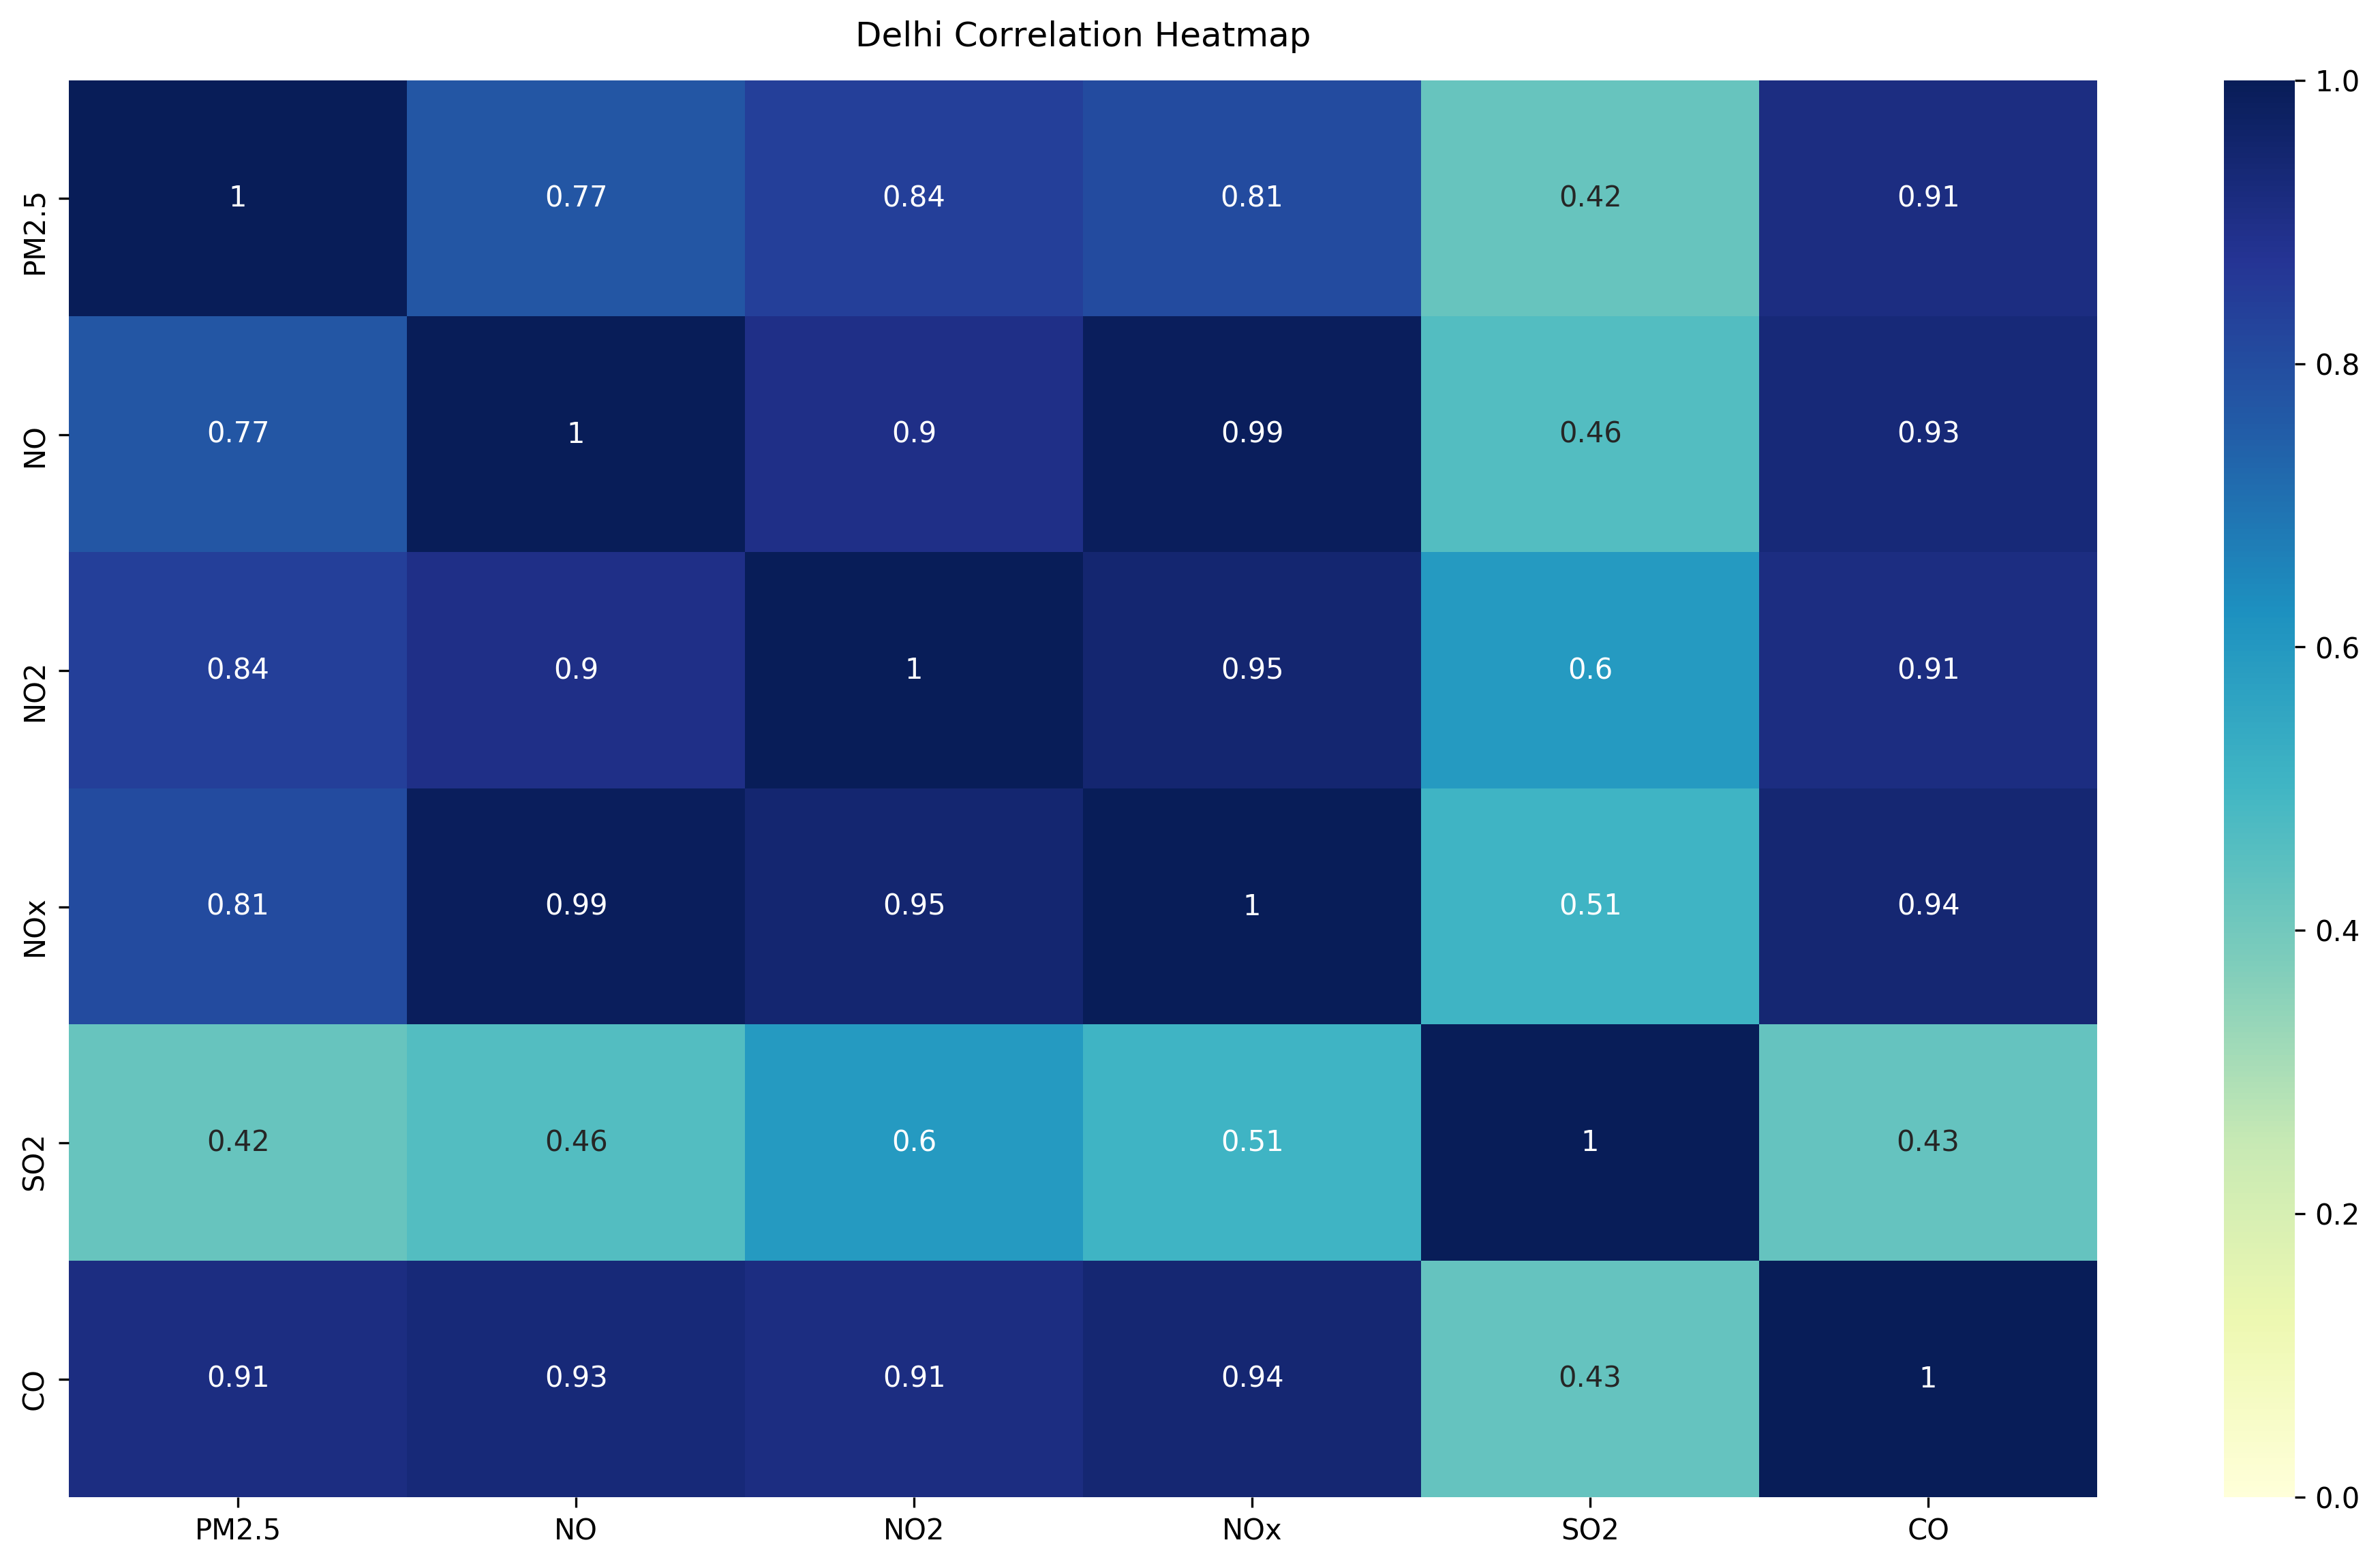 Delhi Correlation Heatmap
PM2.5 1 0.77 0.84 0.81 0.42 0.91
NO 0.77 1 0.9 0.99 0.46 0.93
NO2 0.84 0.9 1 0.95 0.6 0.91
NOx 0.81 0.99 0.95 1 0.51 0.94
SO2 0.42 0.46 0.6 0.51 1 0.43
CO 0.91 0.93 0.91 0.94 0.43 1
PM2.5 NO NO2 NOx SO2 CO
1.0
0.8
0.6
0.4
0.2
0.0